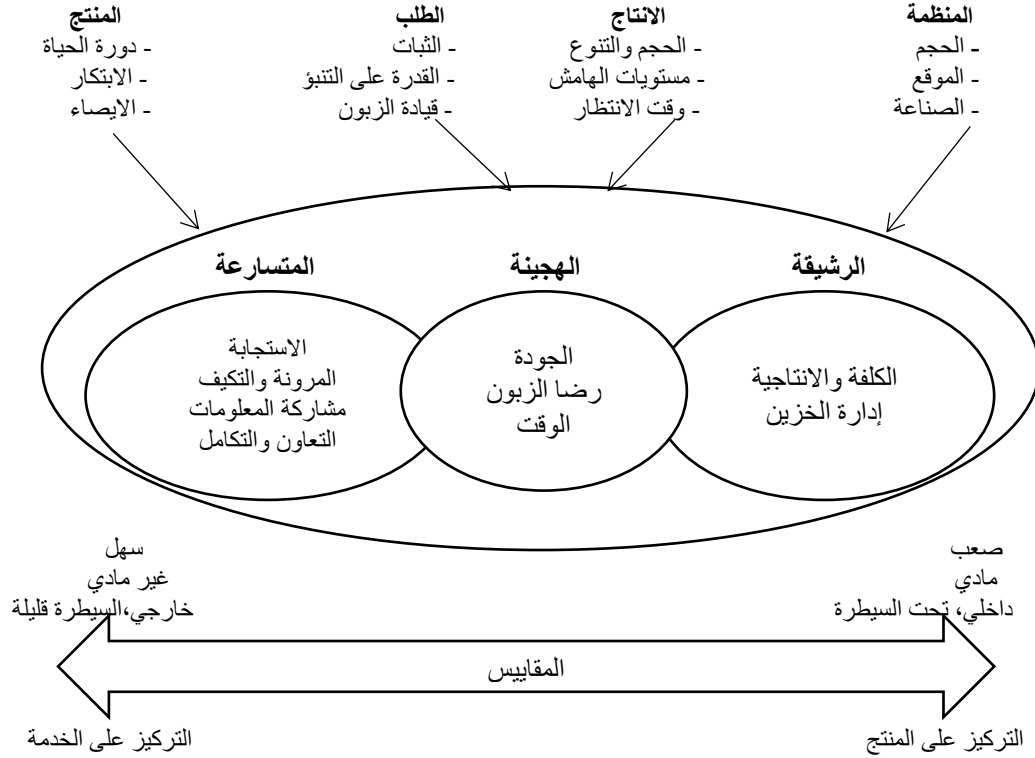 المنظمة
- الحجم
- الموقع
- الصناعة
الانتاج
- الحجم والتنوع
- مستويات الهامش
- وقت الانتظار
الطلب
- الثبات
- القدرة على التنبؤ
- قيادة الزبون
المنتج
- دورة الحياة
- الابتكار
- الايصاء
الرشيقة
الكلفة والانتاجية
إدارة الخزين
الهجينة
الجودة
رضا الزبون
الوقت
المتسارعة
الاستجابة
المرونة والتكيف
مشاركة المعلومات
التعاون والتكامل
صعب
مادي
داخلي، تحت السيطرة
سهل
غير مادي
خارجي،السيطرة قليلة
المقاييس
التركيز على المنتج
التركيز على الخدمة